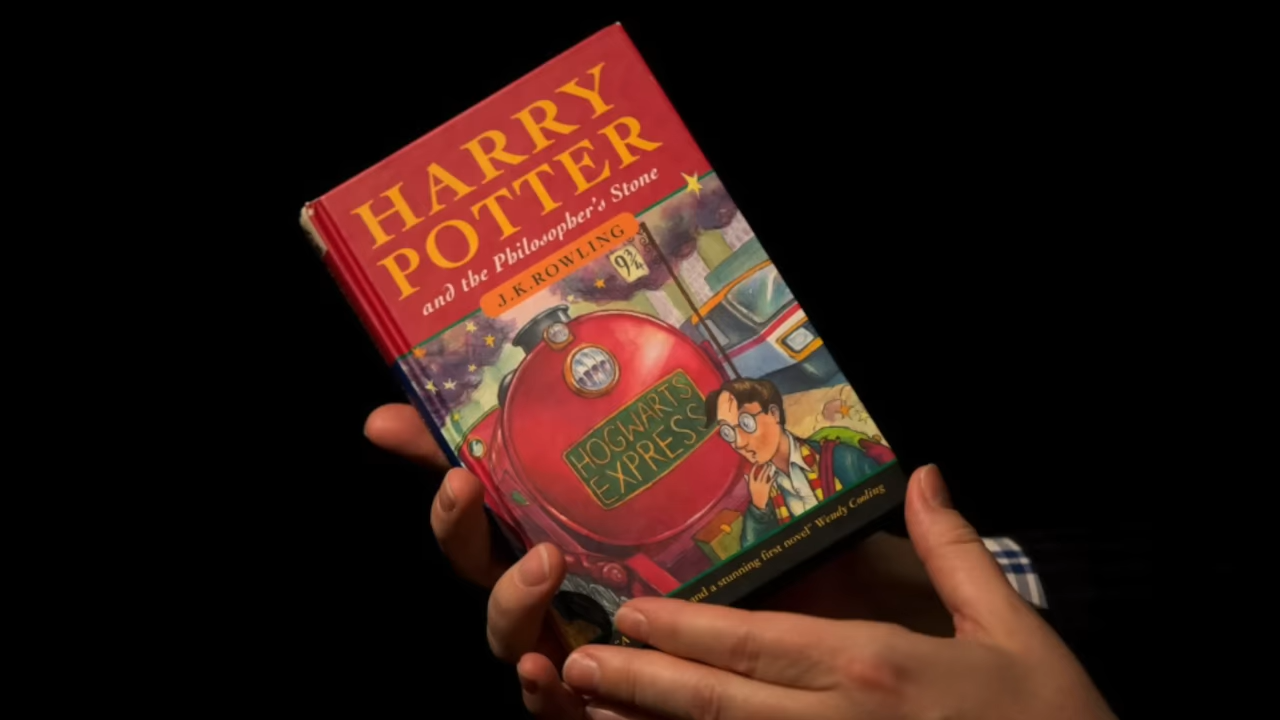 HARRY
POTTER
and the Philosopher's Stone
J.K.ROWLING
9¾
HOGWARTS
EXPRESS
and a stunning first novel" Wendy Cooling